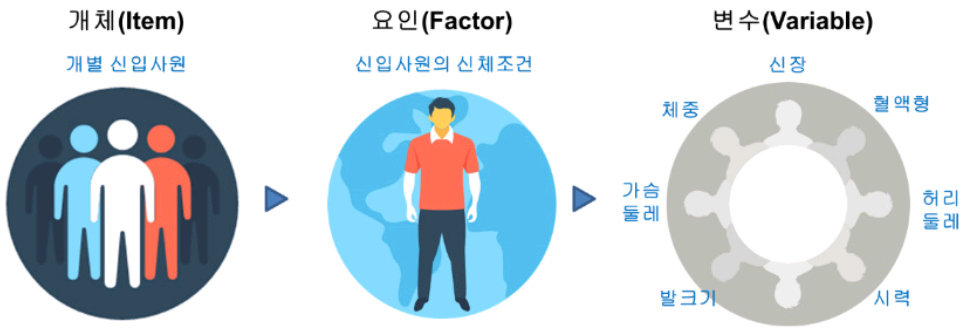 개체(Item)
개별 신입사원
요인(Factor)
신입사원의 신체조건
변수(Variable)
신장
체중
혈액형
가슴
둘레
허리
둘레
발크기
시력